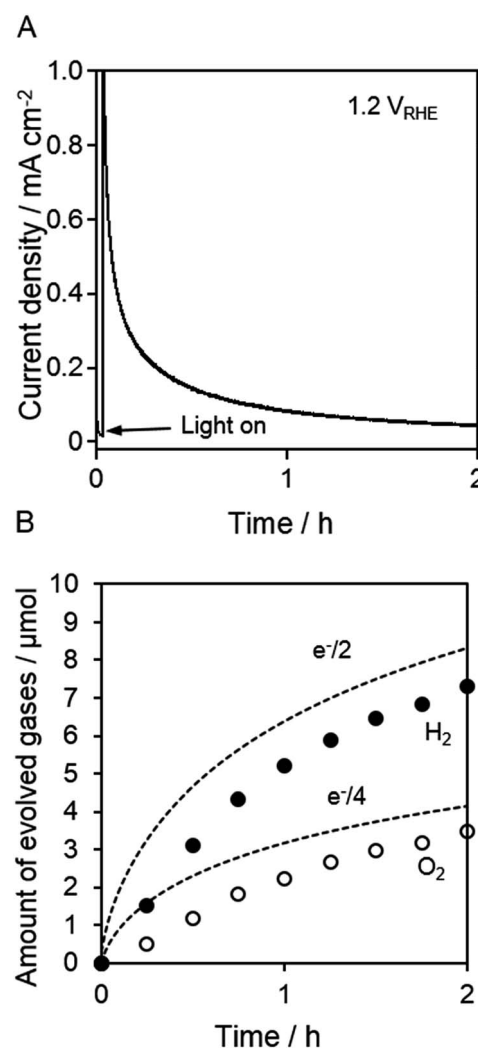 A
1.0
0.8
0.6
0.4
0.2
0
Current density / mA cm⁻²
1.2 V_RHE
Light on
0
1
2
Time / h
B
10
9
8
7
6
5
4
3
2
1
0
Amount of evolved gases / μmol
e⁻/2
H₂
e⁻/4
O₂
0
1
2
Time / h